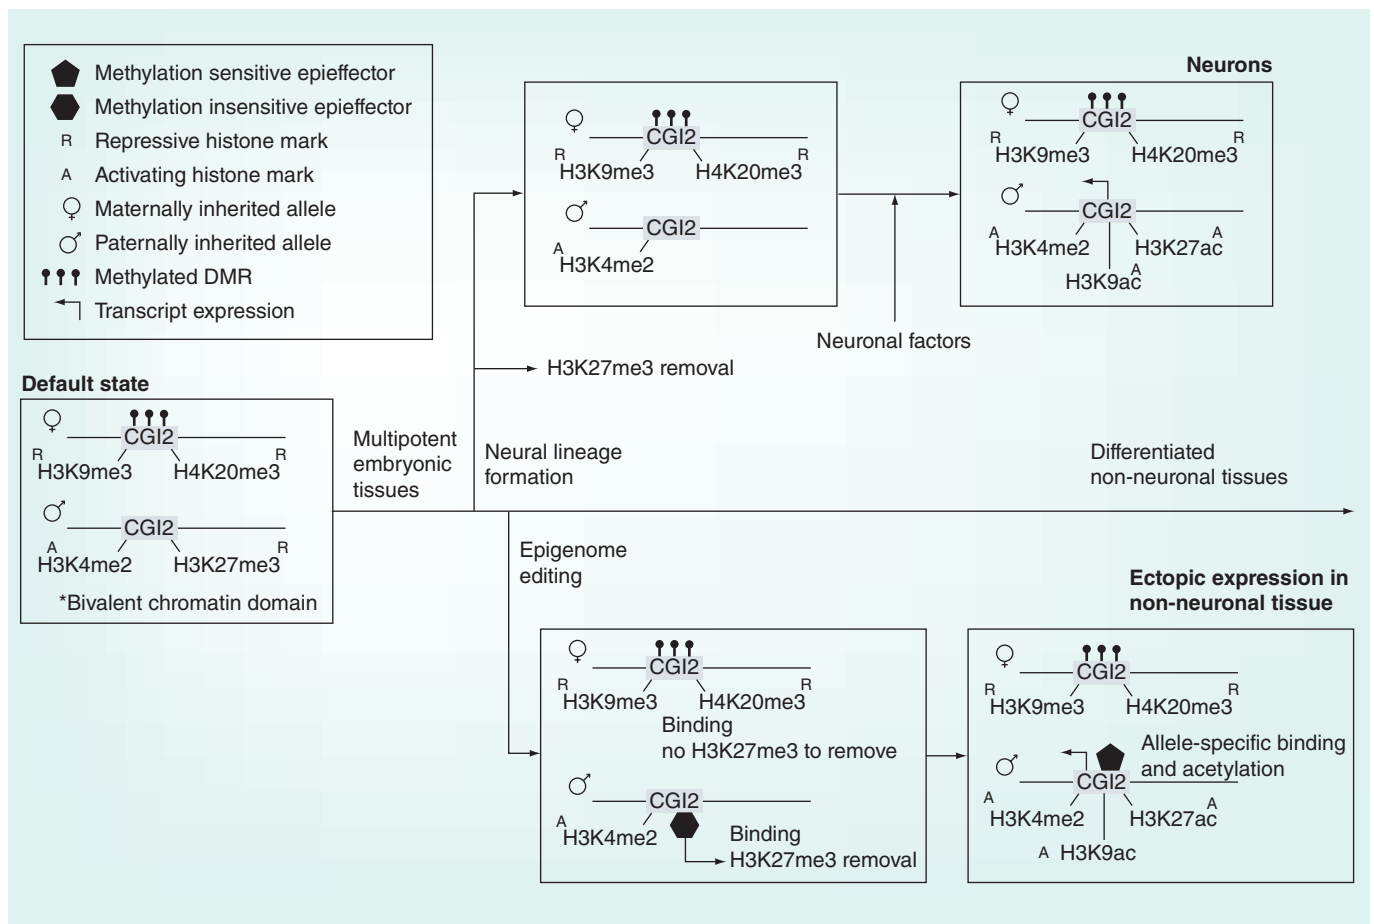 Methylation sensitive epieffector
Methylation insensitive epieffector
R Repressive histone mark
A Activating histone mark
Maternally inherited allele
Paternally inherited allele
Methylated DMR
Transcript expression
Default state
CGI2
R R
H3K9me3 H4K20me3
CGI2
A R
H3K4me2 H3K27me3
*Bivalent chromatin domain
Multipotent
embryonic
tissues
Neural lineage
formation
H3K27me3 removal
CGI2
R R
H3K9me3 H4K20me3
CGI2
A
H3K4me2
Neuronal factors
Neurons
CGI2
R R
H3K9me3 H4K20me3
CGI2
A A
H3K4me2 H3K27ac
A
H3K9ac
Differentiated
non-neuronal tissues
Epigenome
editing
CGI2
R R
H3K9me3 H4K20me3
Binding
no H3K27me3 to remove
CGI2
A
H3K4me2
Binding
H3K27me3 removal
Ectopic expression in
non-neuronal tissue
CGI2
R R
H3K9me3 H4K20me3
Allele-specific binding
and acetylation
CGI2
A A
H3K4me2 H3K27ac
A H3K9ac